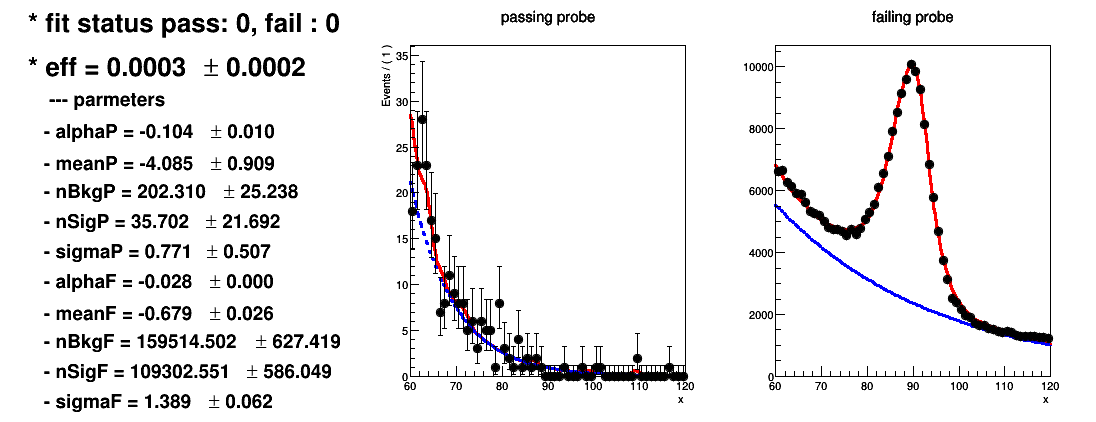 * fit status pass: 0, fail : 0
* eff = 0.0003 ± 0.0002
--- parmeters
- alphaP = -0.104 ± 0.010
- meanP = -4.085 ± 0.909
- nBkgP = 202.310 ± 25.238
- nSigP = 35.702 ± 21.692
- sigmaP = 0.771 ± 0.507
- alphaF = -0.028 ± 0.000
- meanF = -0.679 ± 0.026
- nBkgF = 159514.502 ± 627.419
- nSigF = 109302.551 ± 586.049
- sigmaF = 1.389 ± 0.062
passing probe
Events / ( 1 )
35
30
25
20
15
10
5
0
60 70 80 90 100 110 120
x
failing probe
10000
8000
6000
4000
2000
0
60 70 80 90 100 110 120
x